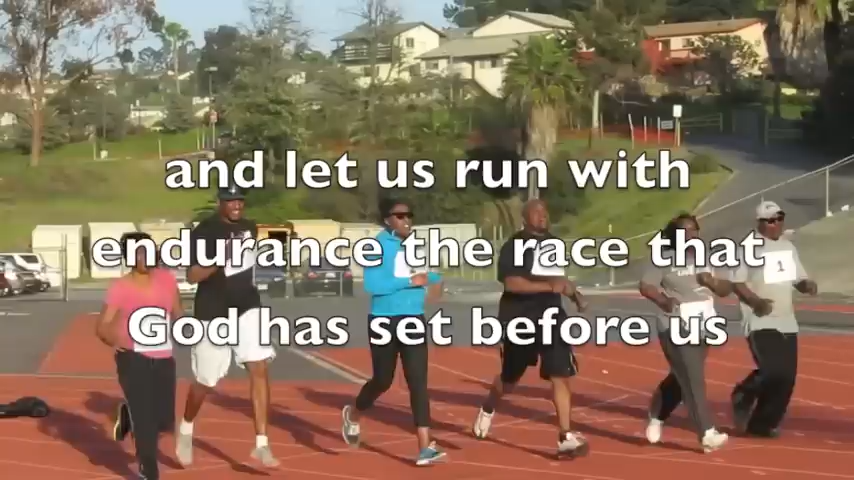 and let us run with
endurance the race that
God has set before us
1